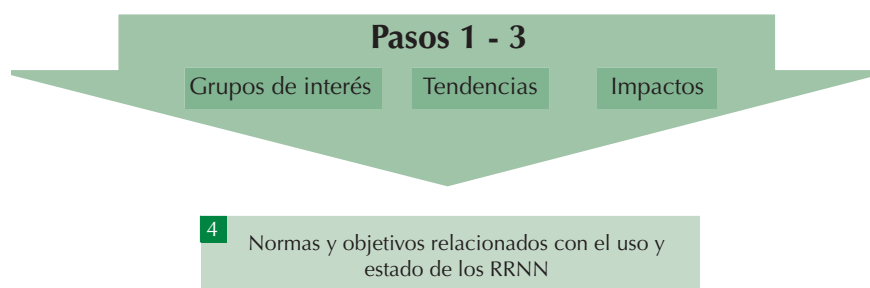 Pasos 1 - 3
Grupos de interés
Tendencias
Impactos
4
Normas y objetivos relacionados con el uso y
estado de los RRNN